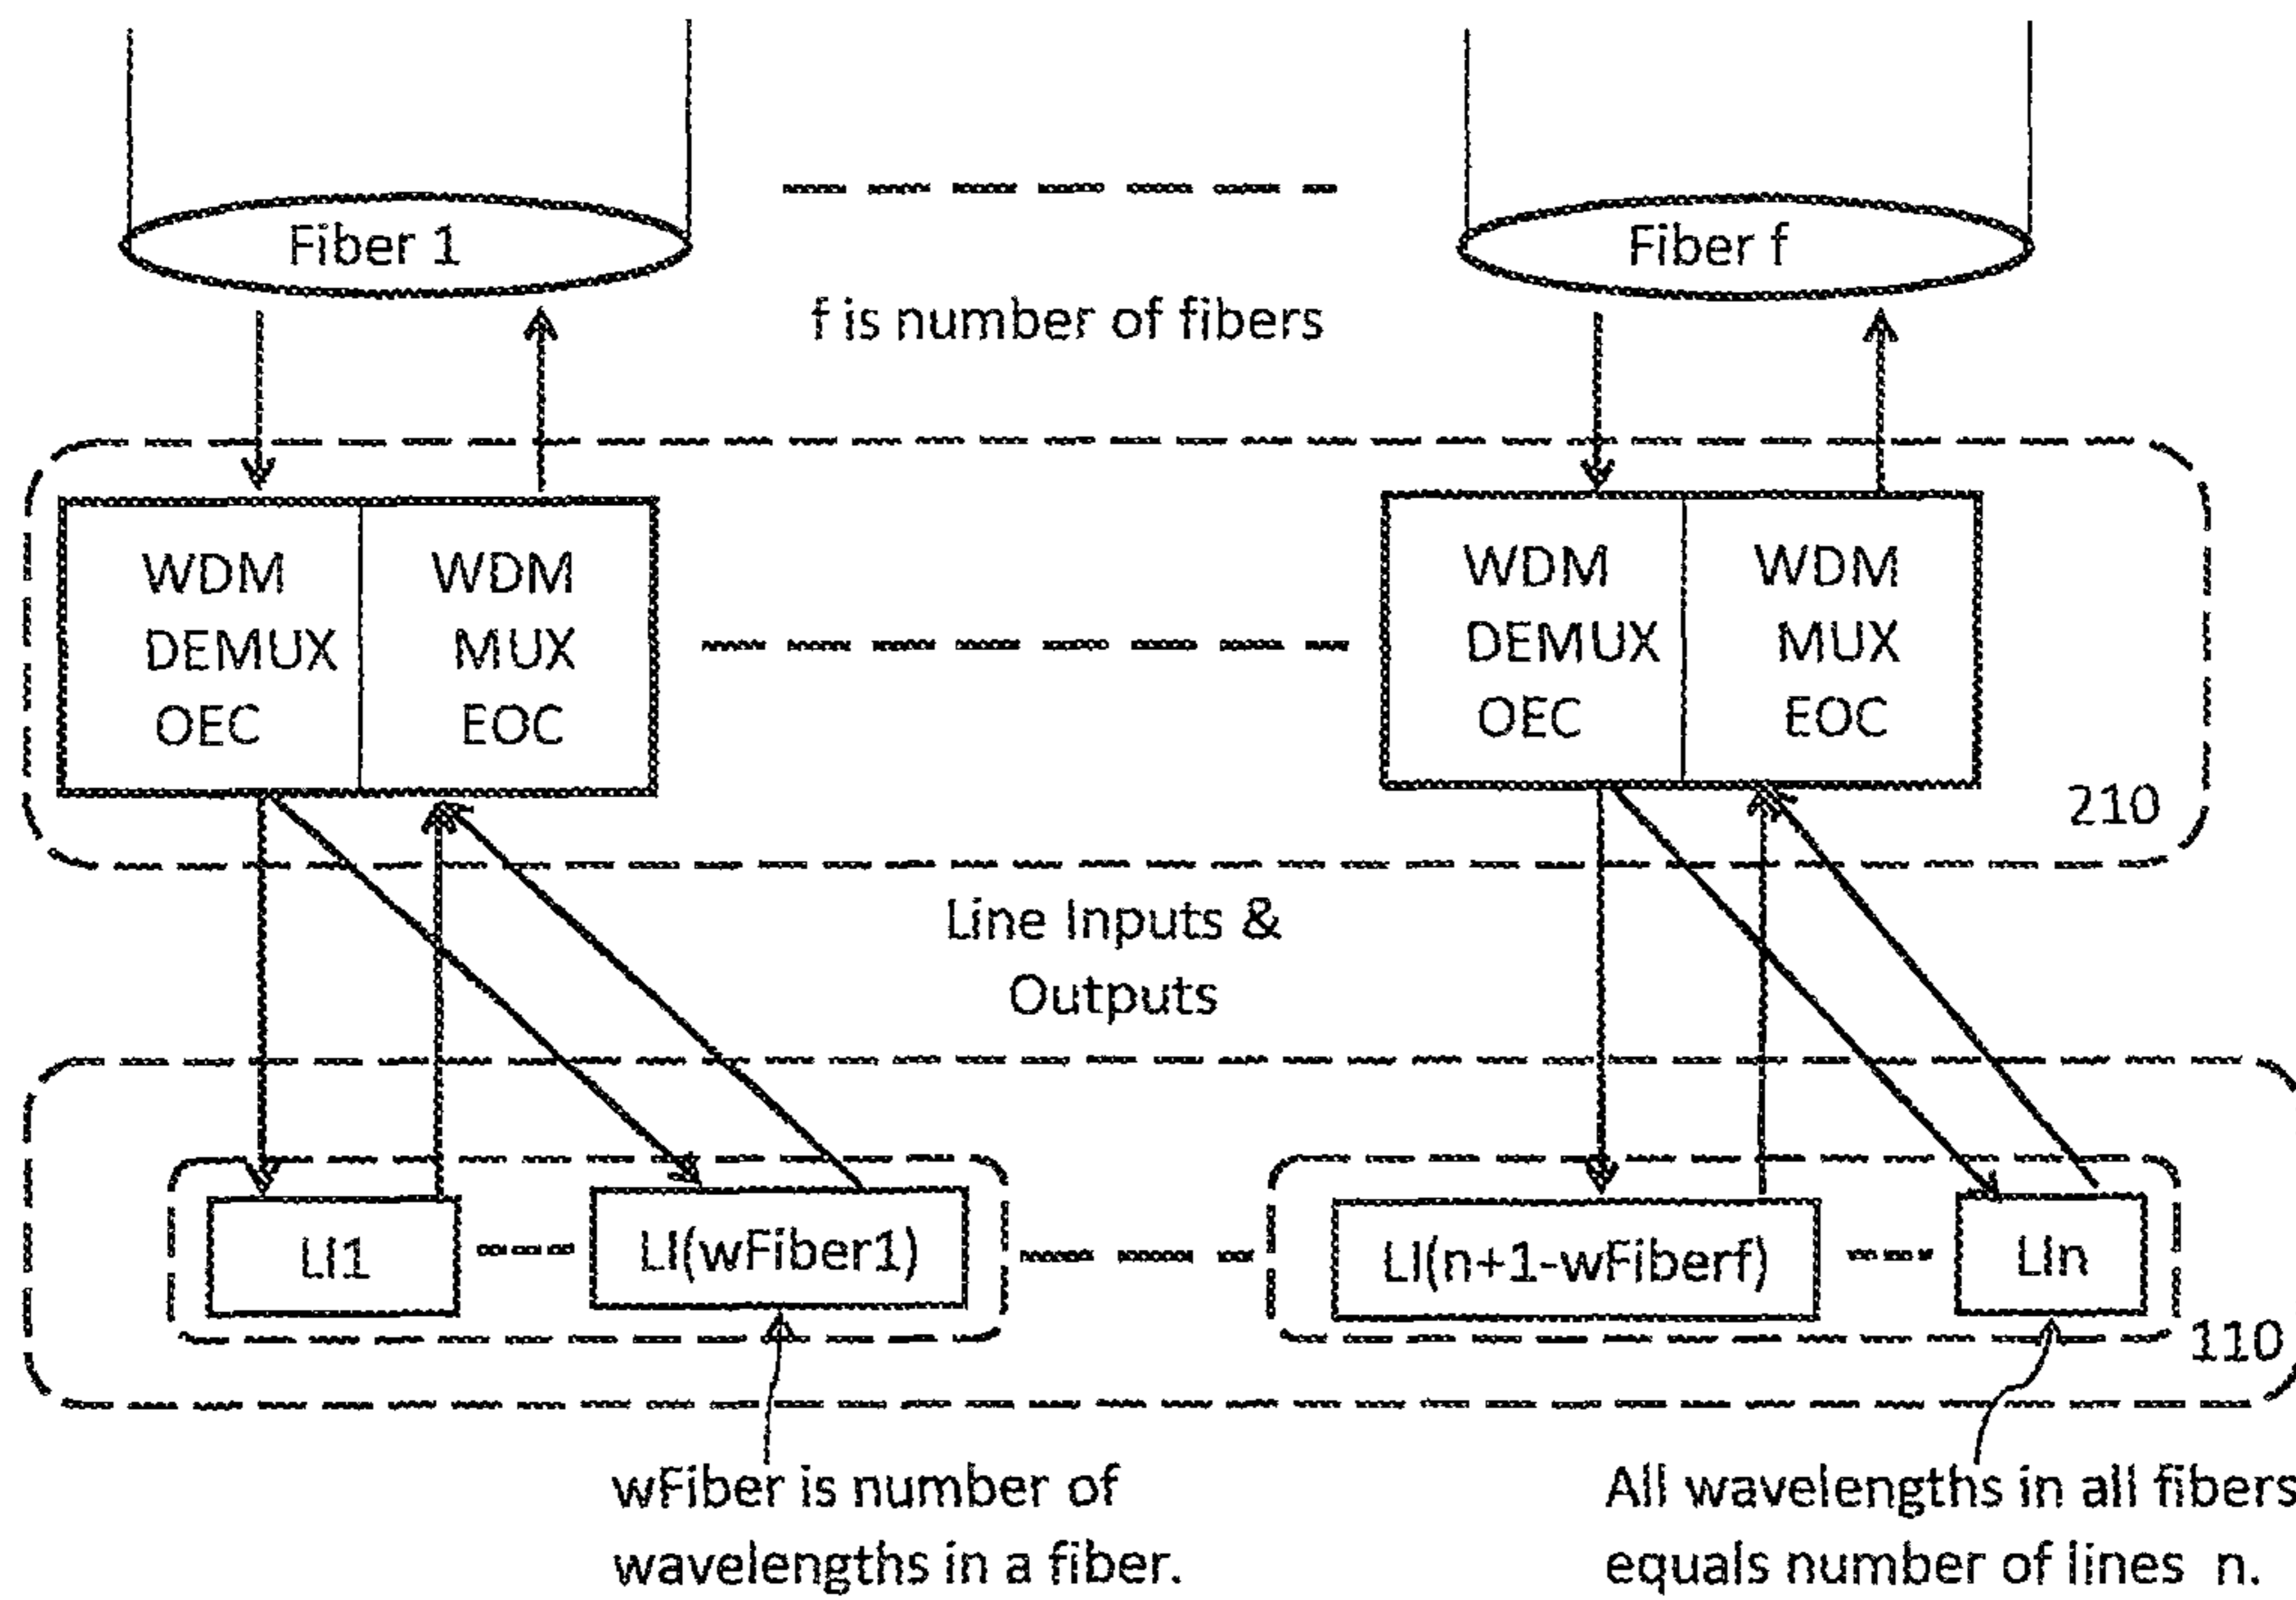 Fiber 1
Fiber f
f is number of fibers
WDM
DEMUX
OEC
WDM
MUX
EOC
WDM
DEMUX
OEC
WDM
MUX
EOC
210
Line Inputs &
Outputs
LI1
LI(wFiber1)
LI(n+1-wFiberf)
LIn
110
wFiber is number of
wavelengths in a fiber.
All wavelengths in all fibers
equals number of lines n.